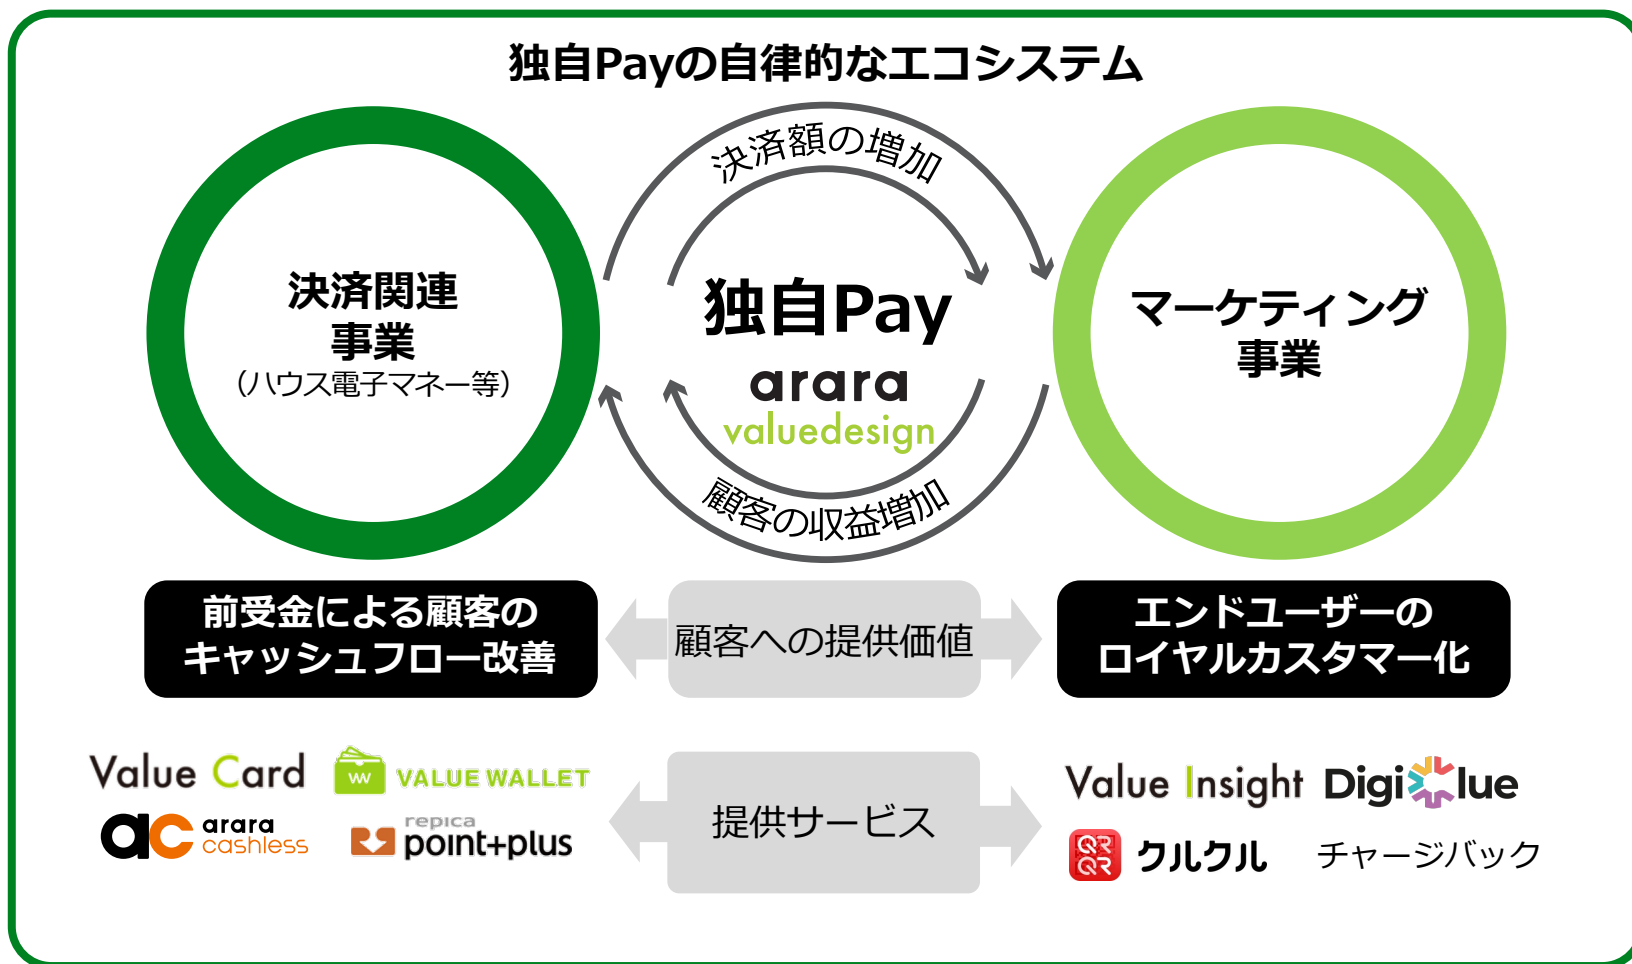 独自Payの自律的なエコシステム
決済額の増加
決済関連
事業
（ハウス電子マネー等）
独自Pay
arara
valuedesign
マーケティング
事業
顧客の収益増加
前受金による顧客の
キャッシュフロー改善
顧客への提供価値
エンドユーザーの
ロイヤルカスタマー化
Value Card
VALUE WALLET
arara
cashless
repica
point+plus
提供サービス
Value Insight
DigiClue
QR
QR
クルクル
チャージバック